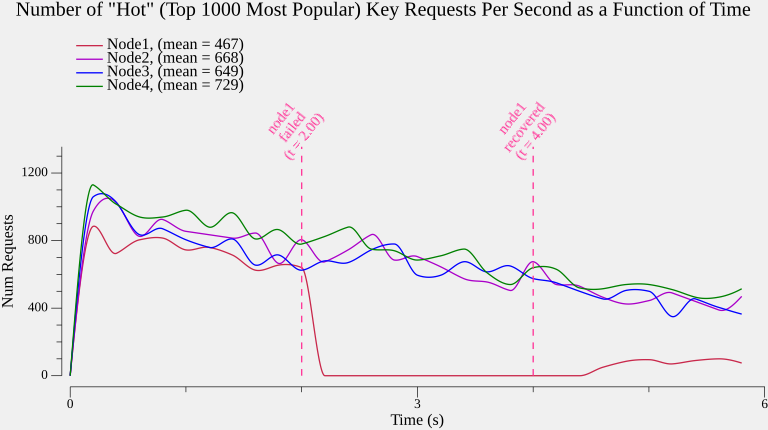 Number of "Hot" (Top 1000 Most Popular) Key Requests Per Second as a Function of Time
Node1, (mean = 467)
Node2, (mean = 668)
Node3, (mean = 649)
Node4, (mean = 729)
node1
failed
(t = 2.00)
node1
recovered
(t = 4.00)
Num Requests
1200
800
400
0
0
3
6
Time (s)